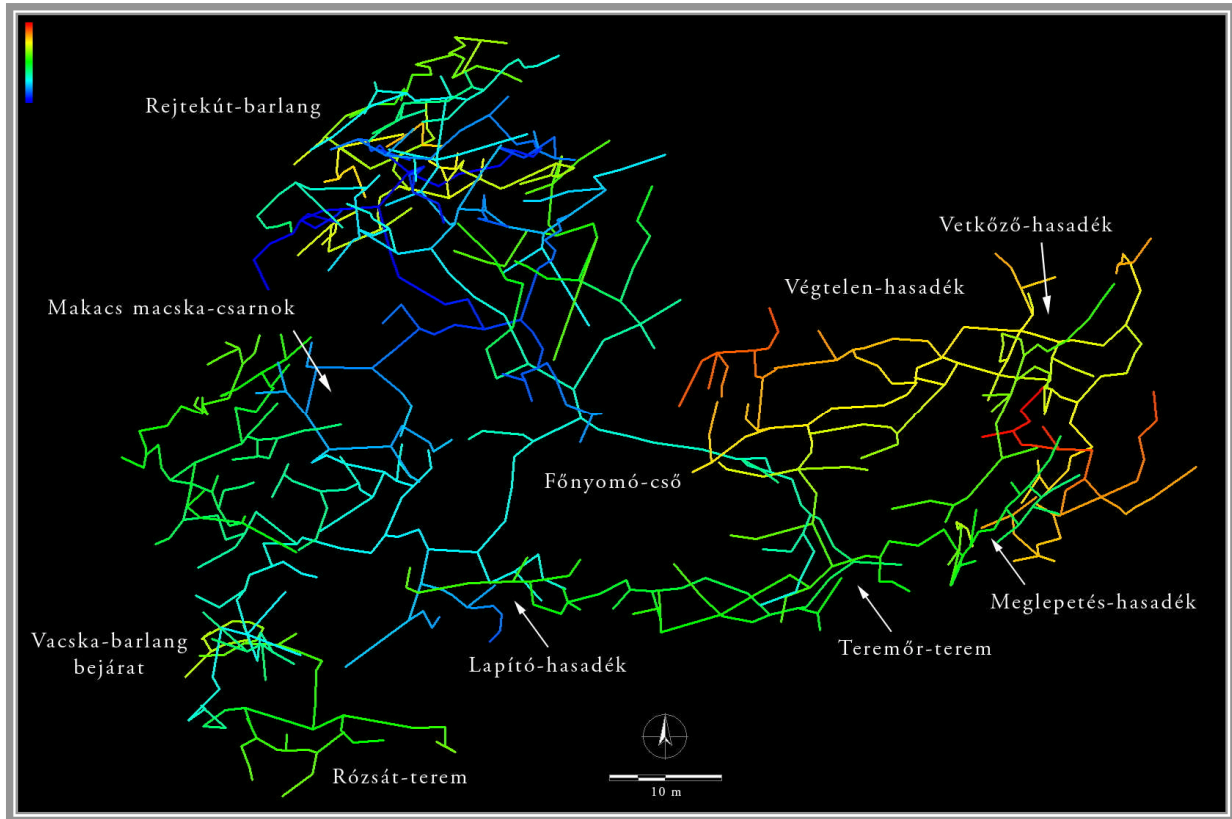 Rejtekút-barlang
Vetkőző-hasadék
Végtelen-hasadék
Makacs macska-csarnok
Főnyomó-cső
Meglepetés-hasadék
Vacska-barlang
bejárat
Lapító-hasadék
Teremőr-terem
Rózsát-terem
10 m